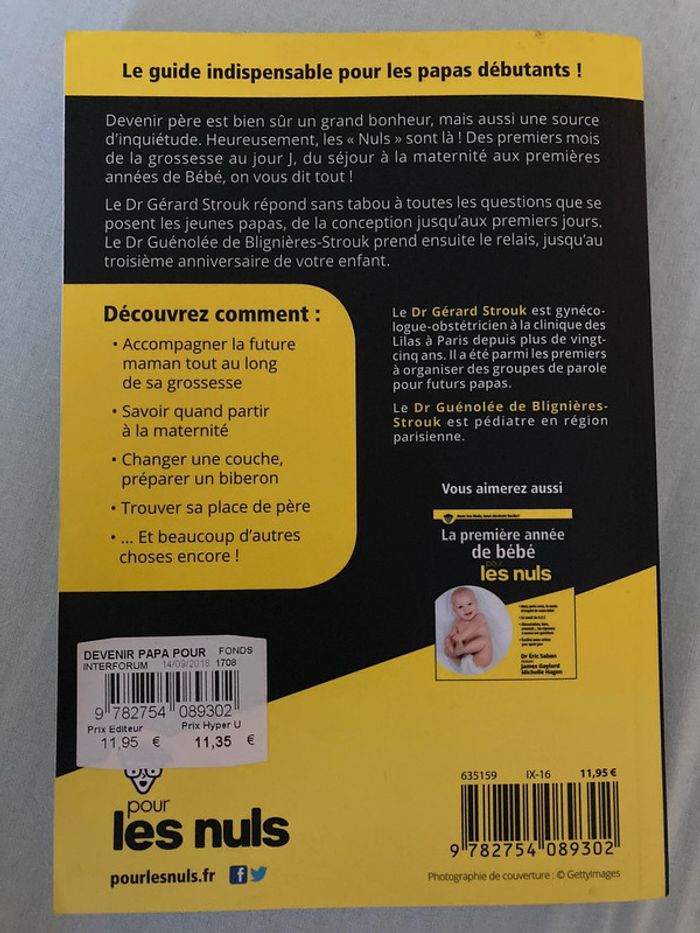 Le guide indispensable pour les papas débutants !
Devenir père est bien sûr un grand bonheur, mais aussi une source
d'inquiétude. Heureusement, les « Nuls » sont là ! Des premiers mois
de la grossesse au jour J, du séjour à la maternité aux premières
années de Bébé, on vous dit tout !
Le Dr Gérard Strouk répond sans tabou à toutes les questions que se
posent les jeunes papas, de la conception jusqu'aux premiers jours.
Le Dr Guénolée de Blignières-Strouk prend ensuite le relais, jusqu'au
troisième anniversaire de votre enfant.
Découvrez comment :
• Accompagner la future
maman tout au long
de sa grossesse
• Savoir quand partir
à la maternité
• Changer une couche,
préparer un biberon
• Trouver sa place de père
• ... Et beaucoup d'autres
choses encore !
Le Dr Gérard Strouk est gynéco-
logue-obstétricien à la clinique des
Lilas à Paris depuis plus de vingt-
cinq ans. Il a été parmi les premiers
à organiser des groupes de parole
pour futurs papas.
Le Dr Guénolée de Blignières-
Strouk est pédiatre en région
parisienne.
Vous aimerez aussi
La première année
de bébé
pour
les nuls
Dr Éric Saban
James Gaylord
Michelle Hagen
DEVENIR PAPA POUR FONDS
INTERFORUM 14/09/2018 1708
9 782754 089302
Prix Editeur Prix Hyper U
11,95 € 11,35 €
pour
les nuls
pourlesnuls.fr
635159 IX-16 11,95 €
9 782754 089302
Photographie de couverture : © GettyImages